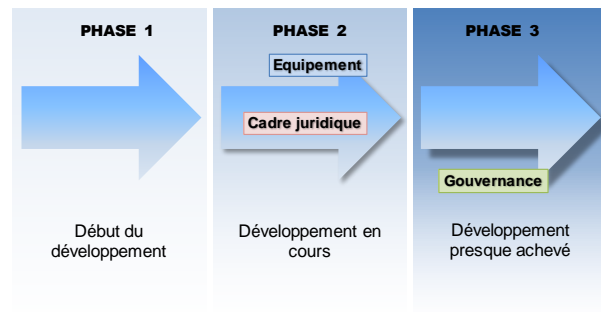 PHASE 1
Début du
développement
PHASE 2
Equipement
Cadre juridique
Développement en
cours
PHASE 3
Gouvernance
Développement
presque achevé